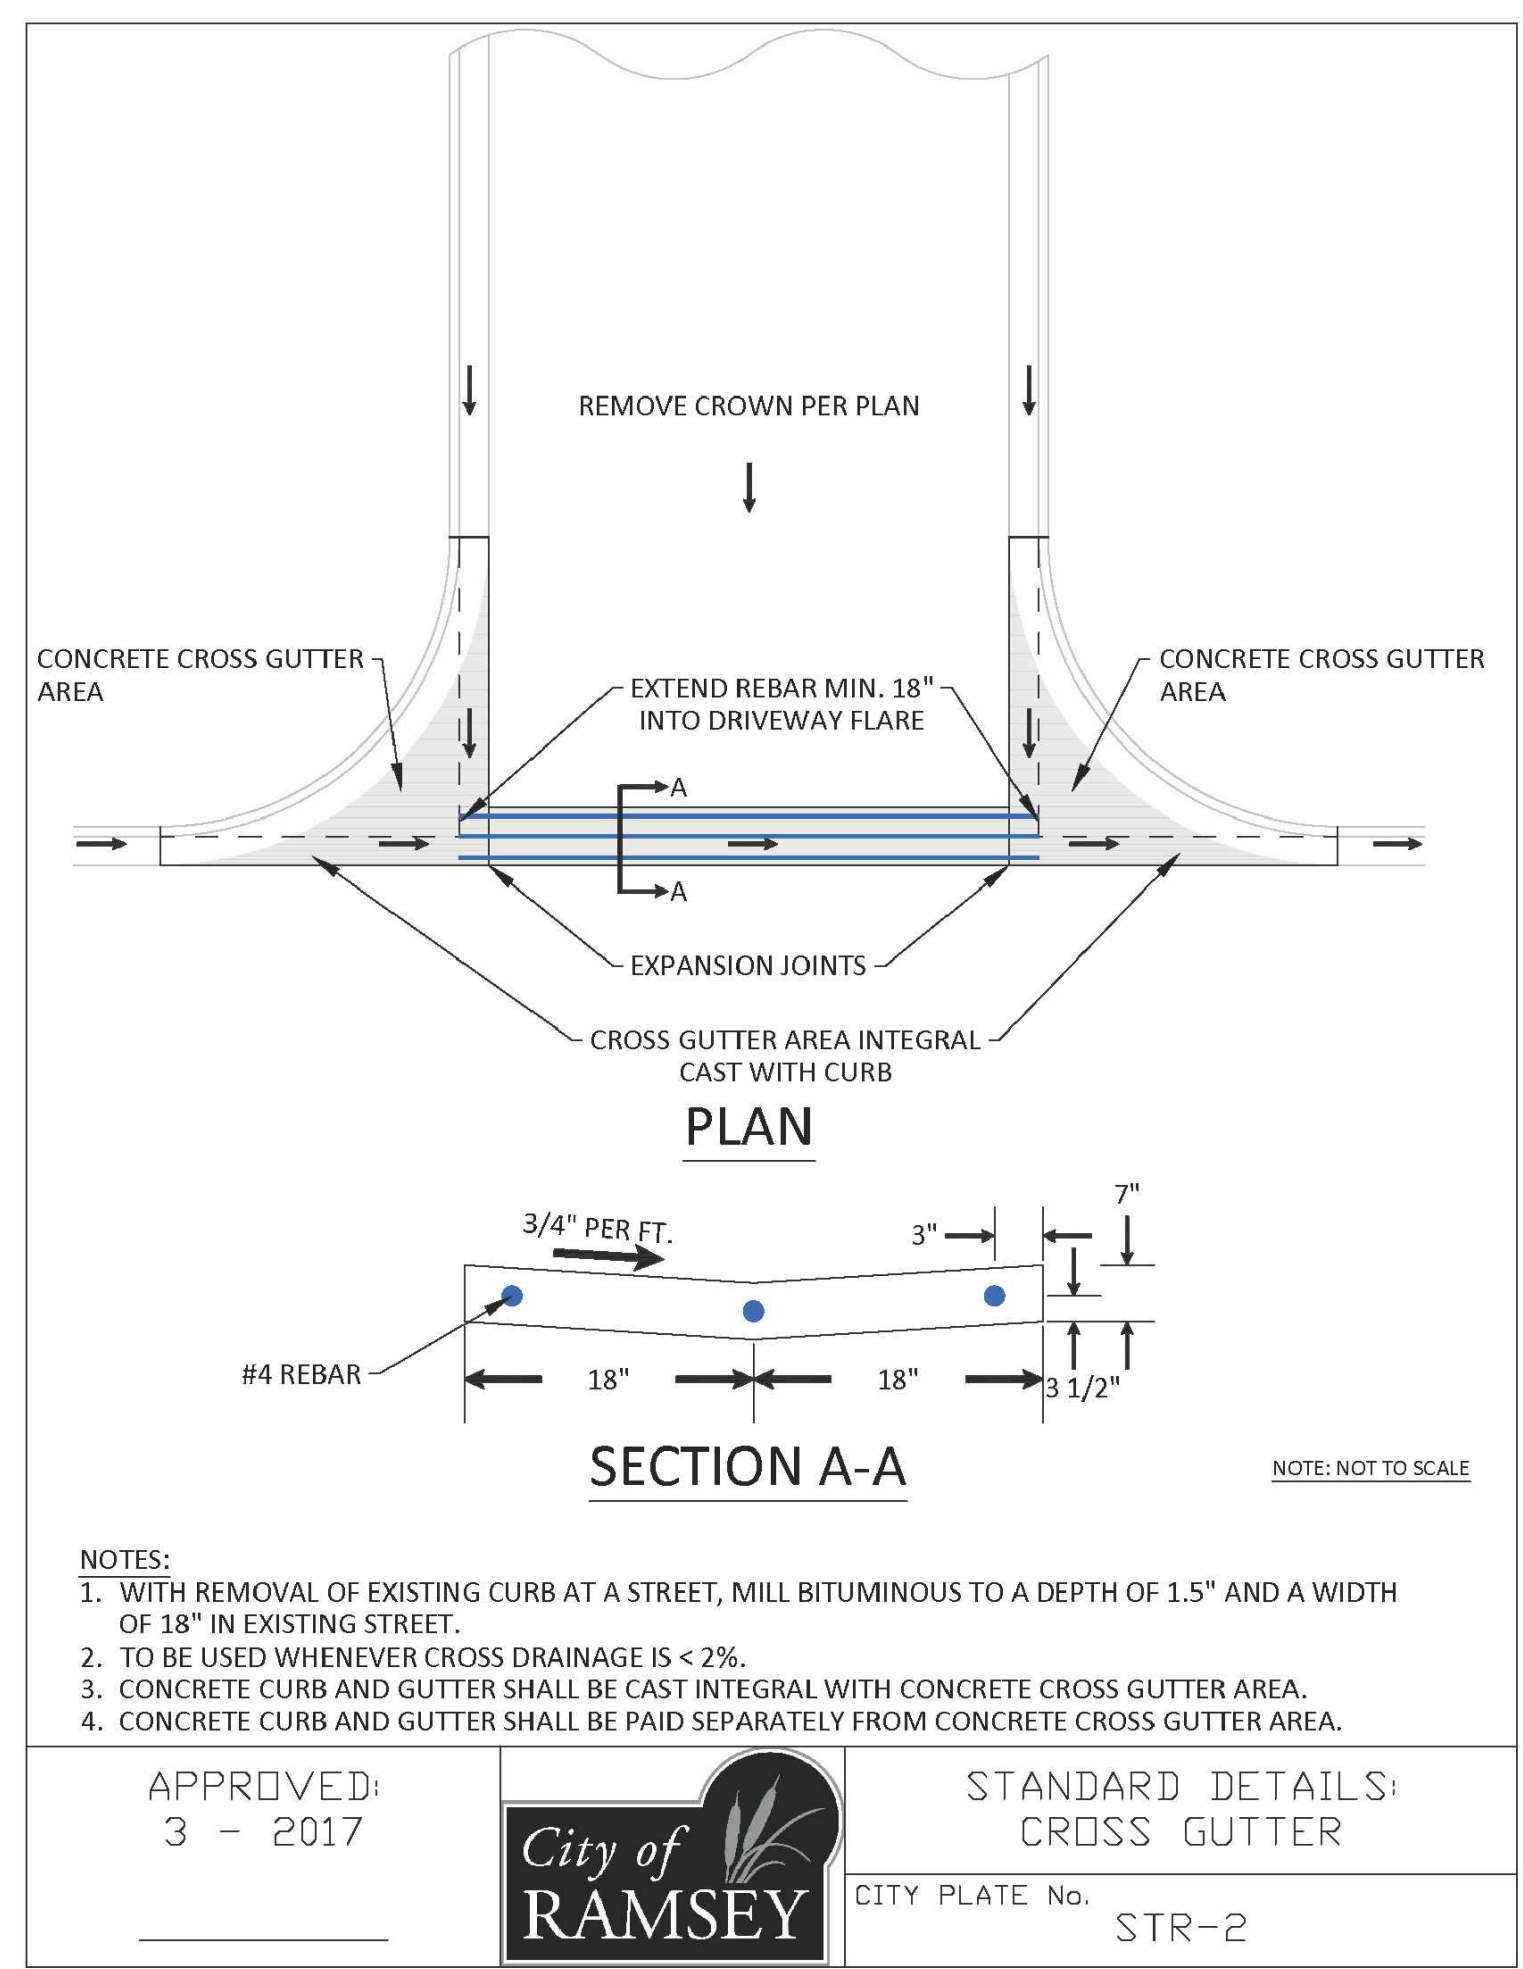 REMOVE CROWN PER PLAN
CONCRETE CROSS GUTTER
AREA
CONCRETE CROSS GUTTER
AREA
EXTEND REBAR MIN. 18"
INTO DRIVEWAY FLARE
A
A
EXPANSION JOINTS
CROSS GUTTER AREA INTEGRAL
CAST WITH CURB
PLAN
3/4" PER FT.
3"
7"
#4 REBAR
18"
18"
3 1/2"
SECTION A-A
NOTE: NOT TO SCALE
NOTES:
1. WITH REMOVAL OF EXISTING CURB AT A STREET, MILL BITUMINOUS TO A DEPTH OF 1.5" AND A WIDTH
OF 18" IN EXISTING STREET.
2. TO BE USED WHENEVER CROSS DRAINAGE IS < 2%.
3. CONCRETE CURB AND GUTTER SHALL BE CAST INTEGRAL WITH CONCRETE CROSS GUTTER AREA.
4. CONCRETE CURB AND GUTTER SHALL BE PAID SEPARATELY FROM CONCRETE CROSS GUTTER AREA.
APPROVED:
3 - 2017
City of
RAMSEY
STANDARD DETAILS:
CROSS GUTTER
CITY PLATE No.
STR-2